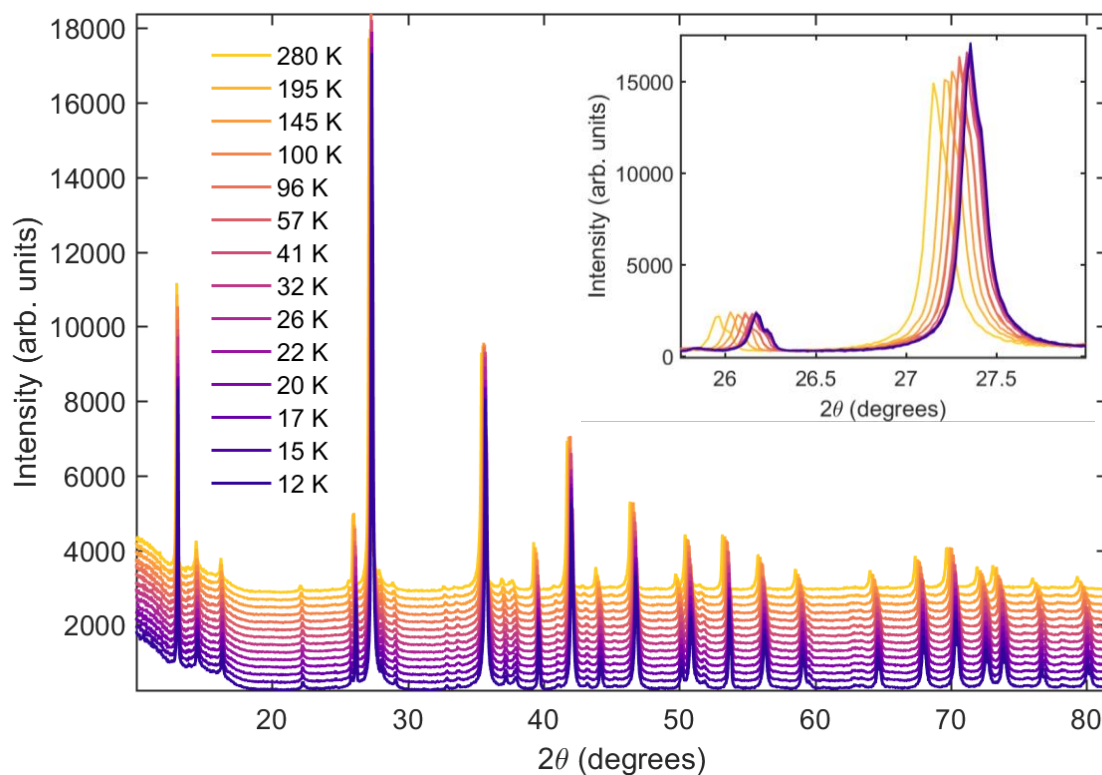 18000
16000
14000
12000
10000
8000
6000
4000
2000
Intensity (arb. units)
20
30
40
50
60
70
80
2θ (degrees)
280 K
195 K
145 K
100 K
96 K
57 K
41 K
32 K
26 K
22 K
20 K
17 K
15 K
12 K
15000
10000
5000
0
Intensity (arb. units)
26
26.5
27
27.5
2θ (degrees)